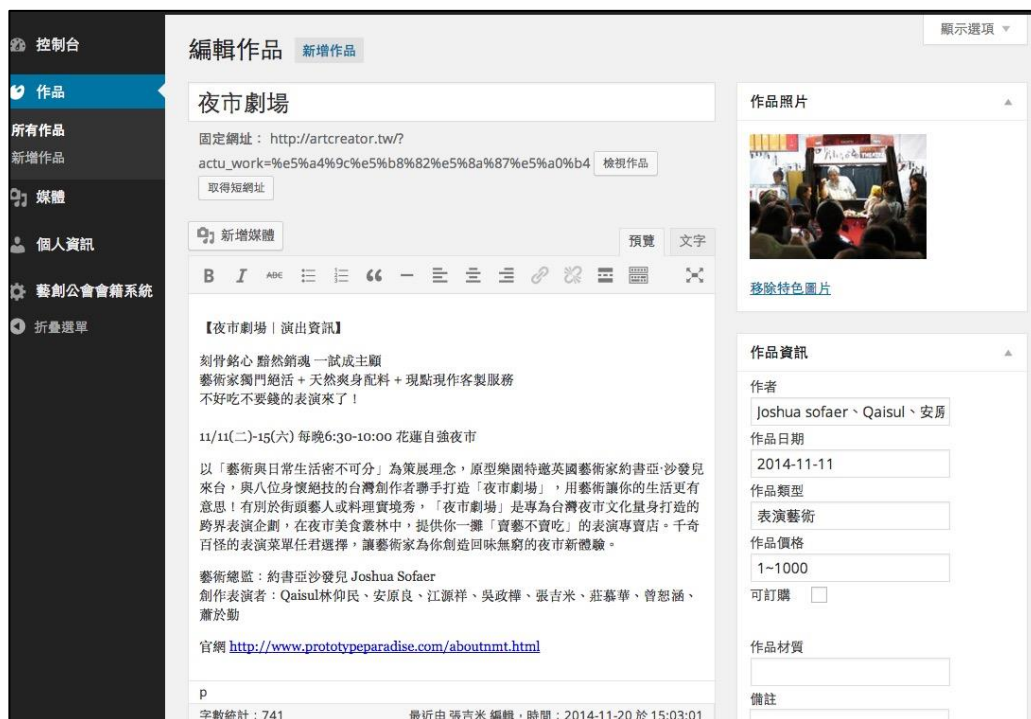 顯示選項
控制台
作品
所有作品
新增作品
媒體
個人資訊
藝創公會會籍系統
折疊選單
編輯作品 新增作品
夜市劇場
固定網址： http://artcreator.tw/?
actu_work=%e5%a4%9c%e5%b8%82%e5%8a%87%e5%a0%b4 檢視作品
取得短網址
新增媒體
預覽 文字
B I ABE
【夜市劇場｜演出資訊】
刻骨銘心 黯然銷魂 一試成主顧
藝術家獨門絕活 + 天然爽身配料 + 現點現作客製服務
不好吃不要錢的表演來了！
11/11(二)-15(六) 每晚6:30-10:00 花蓮自強夜市
以「藝術與日常生活密不可分」為策展理念，原型樂園特邀英國藝術家約書亞·沙發兒
來台，與八位身懷絕技的台灣創作者聯手打造「夜市劇場」，用藝術讓你的生活更有
意思！有別於街頭藝人或料理實境秀，「夜市劇場」是專為台灣夜市文化量身打造的
跨界表演企劃，在夜市美食叢林中，提供你一攤「賣藝不賣吃」的表演專賣店。千奇
百怪的表演菜單任君選擇，讓藝術家為你創造回味無窮的夜市新體驗。
藝術總監：約書亞沙發兒 Joshua Sofaer
創作表演者：Qaisul林仰民、安原良、江源祥、吳政樺、張吉米、莊慕華、曾恕涵、
蕭於勤
官網 http://www.prototypeparadise.com/aboutnmt.html
p
字數統計：741
最近由 張吉米 編輯，時間：2014-11-20 於 15:03:01
作品照片
移除特色圖片
作品資訊
作者
Joshua sofaer、Qaisul、安原
作品日期
2014-11-11
作品類型
表演藝術
作品價格
1~1000
可訂購
作品材質
備註